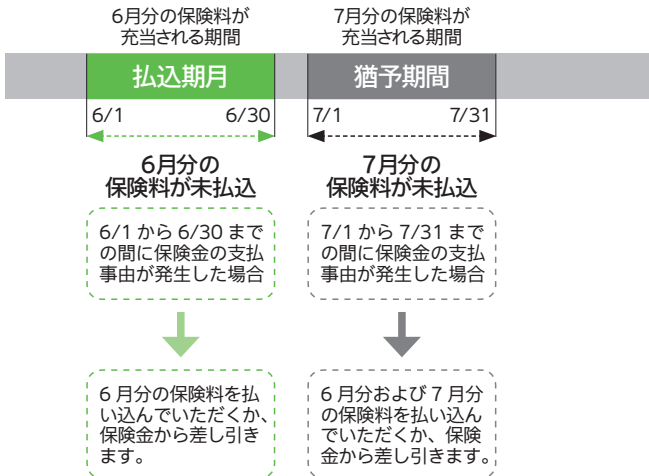 6月分の保険料が
充当される期間
7月分の保険料が
充当される期間
払込期月
猶予期間
6/1
6/30
7/1
7/31
6月分の
保険料が未払込
7月分の
保険料が未払込
6/1 から 6/30 まで
の間に保険金の支払
事由が発生した場合
7/1 から 7/31 まで
の間に保険金の支払
事由が発生した場合
6 月分の保険料を払
い込んでいただくか、
保険金から差し引き
ます。
6 月分および 7 月分
の保険料を払い込ん
でいただくか、保険
金から差し引きます。